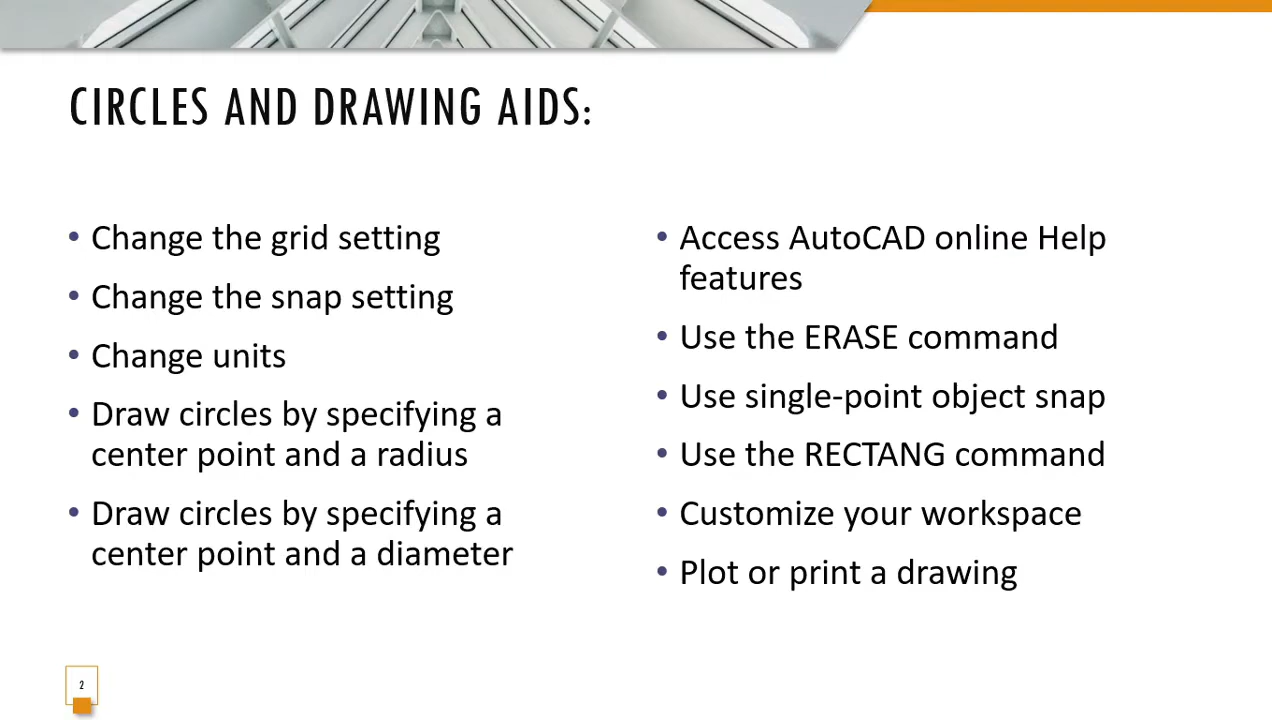 CIRCLES AND DRAWING AIDS:
• Change the grid setting
• Change the snap setting
• Change units
• Draw circles by specifying a
center point and a radius
• Draw circles by specifying a
center point and a diameter
• Access AutoCAD online Help
features
• Use the ERASE command
• Use single-point object snap
• Use the RECTANG command
• Customize your workspace
• Plot or print a drawing
2